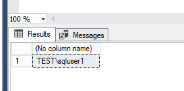 100 %
Results Messages
(No column name)
1 TEST\sqluser1